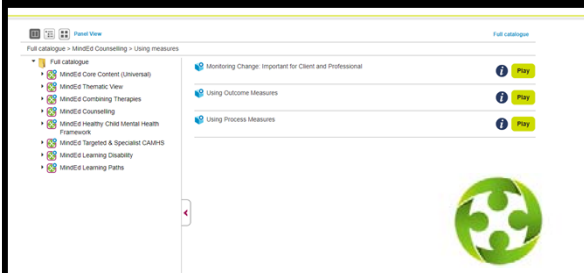 Panel View
Full catalogue
Full catalogue > MindEd Counselling > Using measures
Full catalogue
MindEd Core Content (Universal)
MindEd Thematic View
MindEd Combining Therapies
MindEd Counselling
MindEd Healthy Child Mental Health
Framework
MindEd Targeted & Specialist CAMHS
MindEd Learning Disability
MindEd Learning Paths
Monitoring Change: Important for Client and Professional
Play
Using Outcome Measures
Play
Using Process Measures
Play